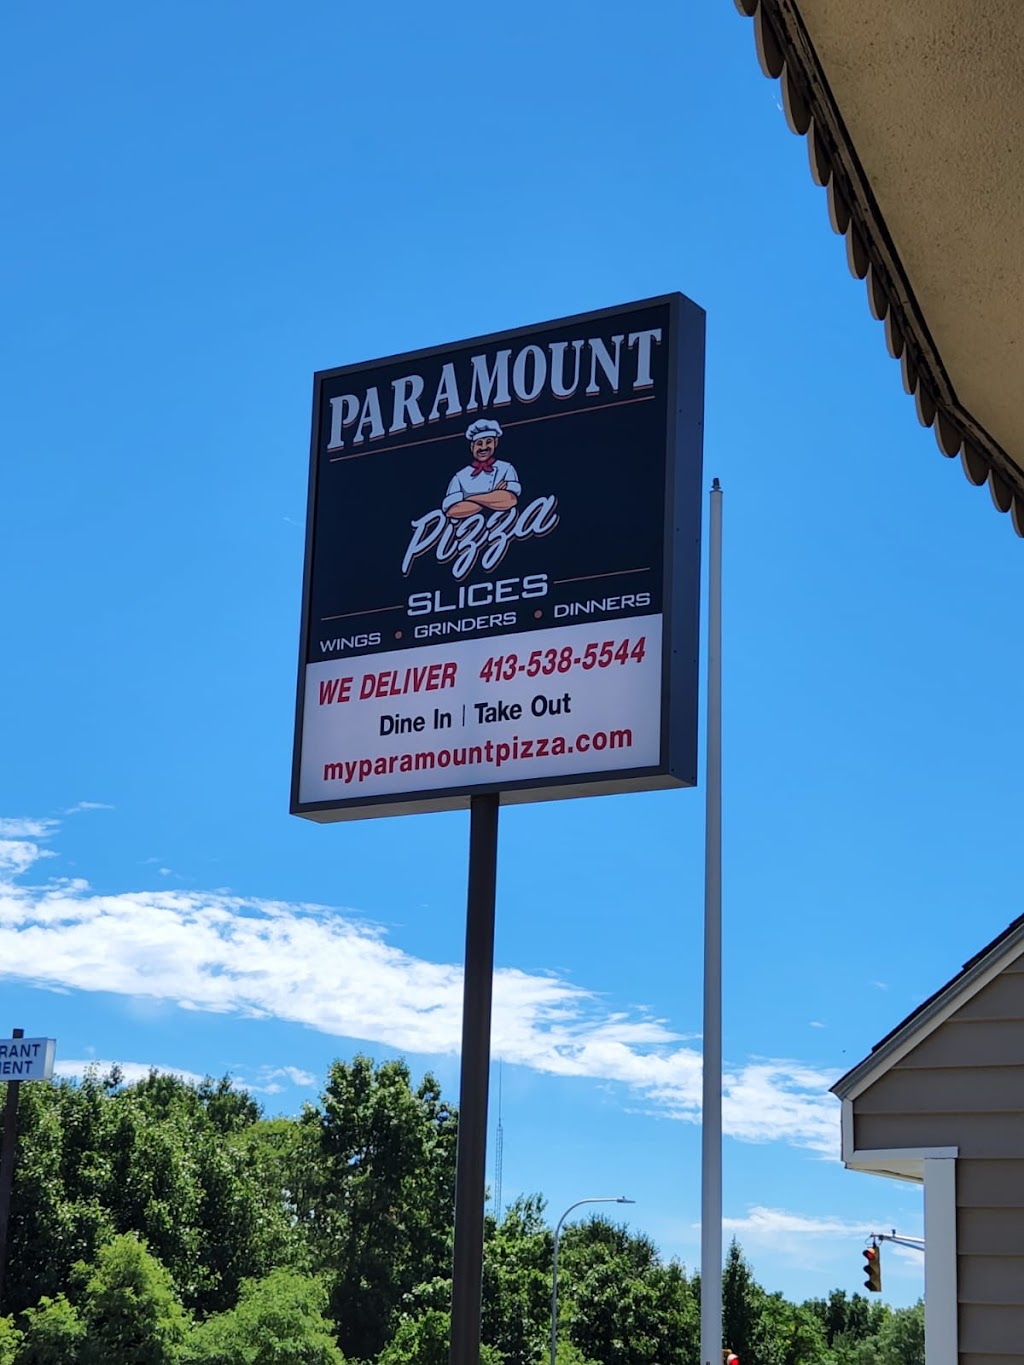 PARAMOUNT
Pizza
SLICES
WINGS • GRINDERS • DINNERS
WE DELIVER 413-538-5544
Dine In | Take Out
myparamountpizza.com